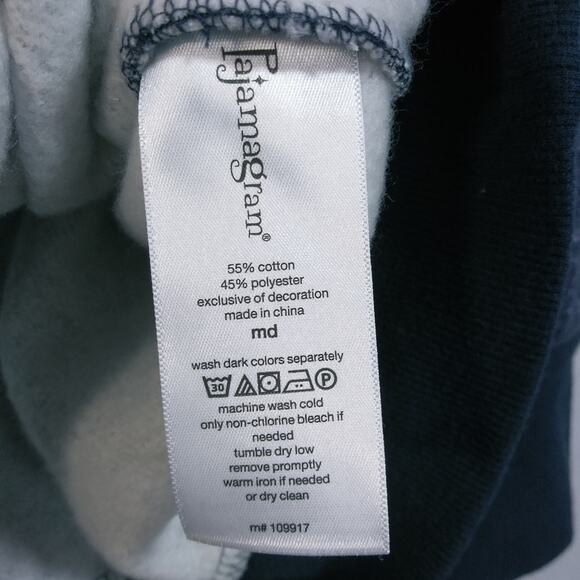 Pajamagram®
55% cotton
45% polyester
exclusive of decoration
made in china
md
wash dark colors separately
30 P
machine wash cold
only non-chlorine bleach if
needed
tumble dry low
remove promptly
warm iron if needed
or dry clean
m# 109917